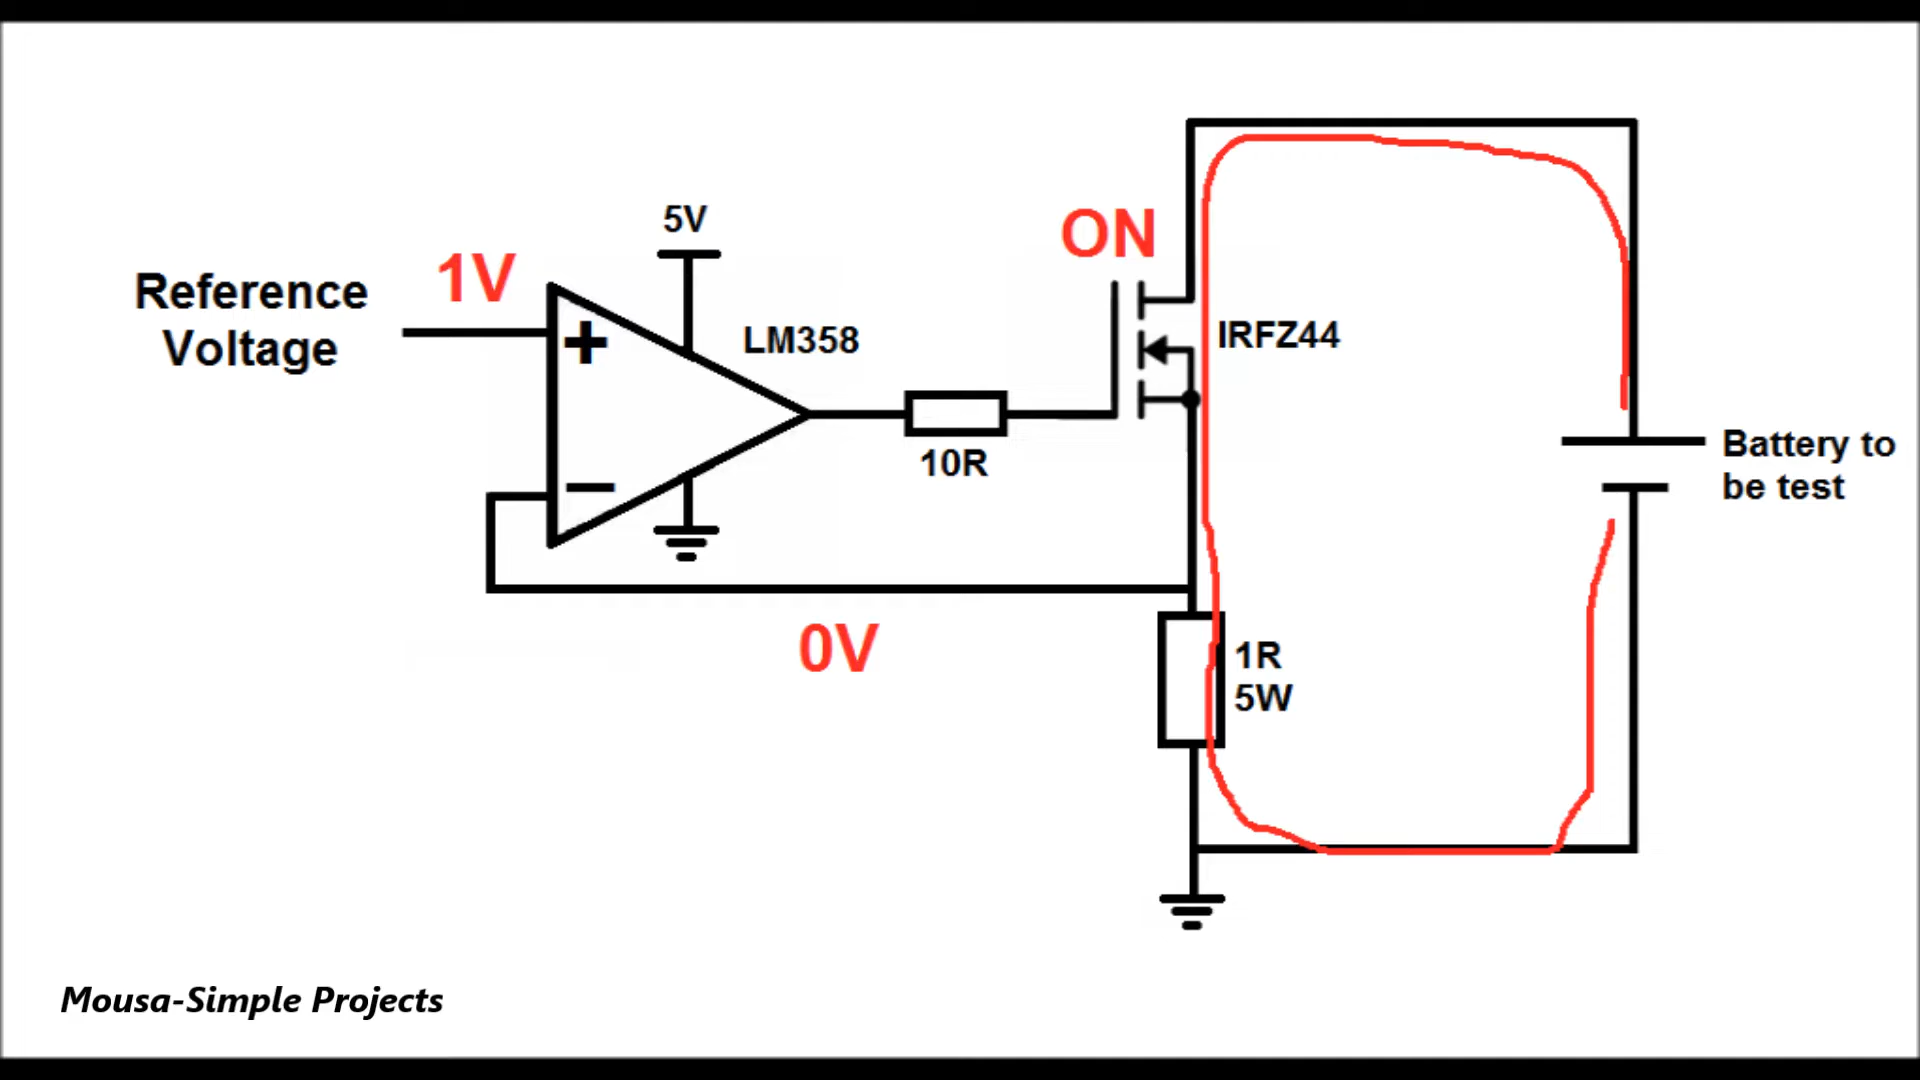 5V
ON
1V
Reference
Voltage
+
LM358
IRFZ44
10R
−
Battery to
be test
0V
1R
5W
Mousa-Simple Projects